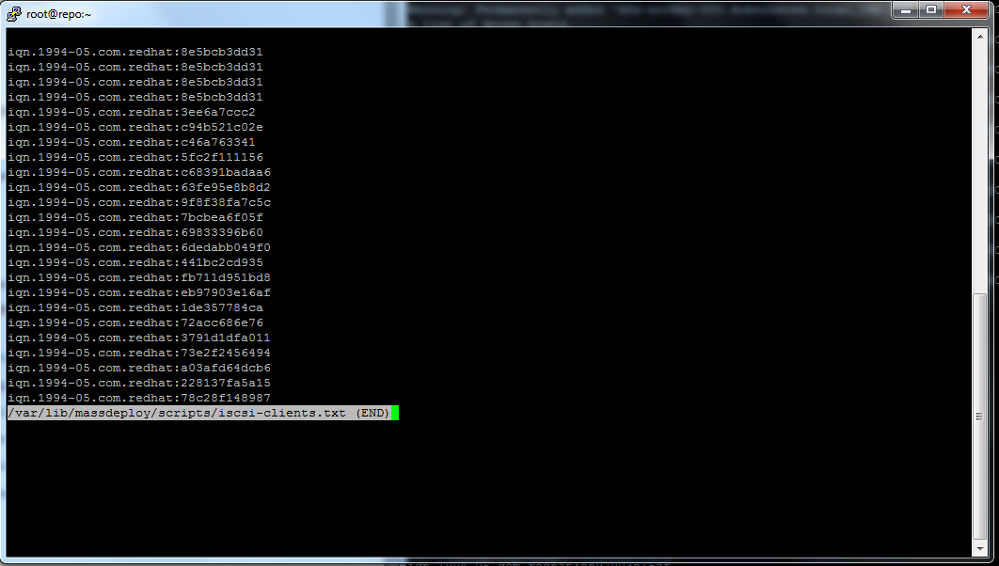 root@repo:~
iqn.1994-05.com.redhat:8e5bcb3dd31
iqn.1994-05.com.redhat:8e5bcb3dd31
iqn.1994-05.com.redhat:8e5bcb3dd31
iqn.1994-05.com.redhat:8e5bcb3dd31
iqn.1994-05.com.redhat:3ee6a7ccc2
iqn.1994-05.com.redhat:c94b521c02e
iqn.1994-05.com.redhat:c46a763341
iqn.1994-05.com.redhat:5fc2f111156
iqn.1994-05.com.redhat:c68391badaa6
iqn.1994-05.com.redhat:63fe95e8b8d2
iqn.1994-05.com.redhat:9f8f38fa7c5c
iqn.1994-05.com.redhat:7bcbea6f05f
iqn.1994-05.com.redhat:69833396b60
iqn.1994-05.com.redhat:6dedabb049f0
iqn.1994-05.com.redhat:441bc2cd935
iqn.1994-05.com.redhat:fb711d951bd8
iqn.1994-05.com.redhat:eb97903e16af
iqn.1994-05.com.redhat:1de357784ca
iqn.1994-05.com.redhat:72acc686e76
iqn.1994-05.com.redhat:3791d1dfa011
iqn.1994-05.com.redhat:73e2f2456494
iqn.1994-05.com.redhat:a03afd64dcb6
iqn.1994-05.com.redhat:228137fa5a15
iqn.1994-05.com.redhat:78c28f148987
/var/lib/massdeploy/scripts/iscsi-clients.txt (END)